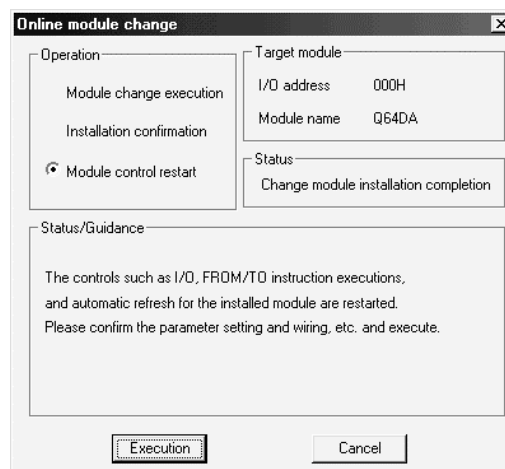 Online module change
Operation
Module change execution
Installation confirmation
Module control restart
Target module
I/O address 000H
Module name Q64DA
Status
Change module installation completion
Status/Guidance
The controls such as I/O, FROM/TO instruction executions,
and automatic refresh for the installed module are restarted.
Please confirm the parameter setting and wiring, etc. and execute.
Execution
Cancel